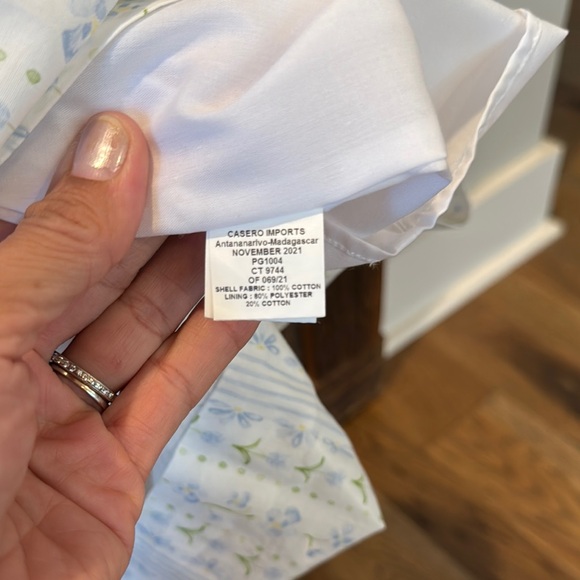 CASERO IMPORTS
Antananarivo-Madagascar
NOVEMBER 2021
PG1004
CT 9744
OF 069/21
SHELL FABRIC : 100% COTTON
LINING : 80% POLYESTER
20% COTTON